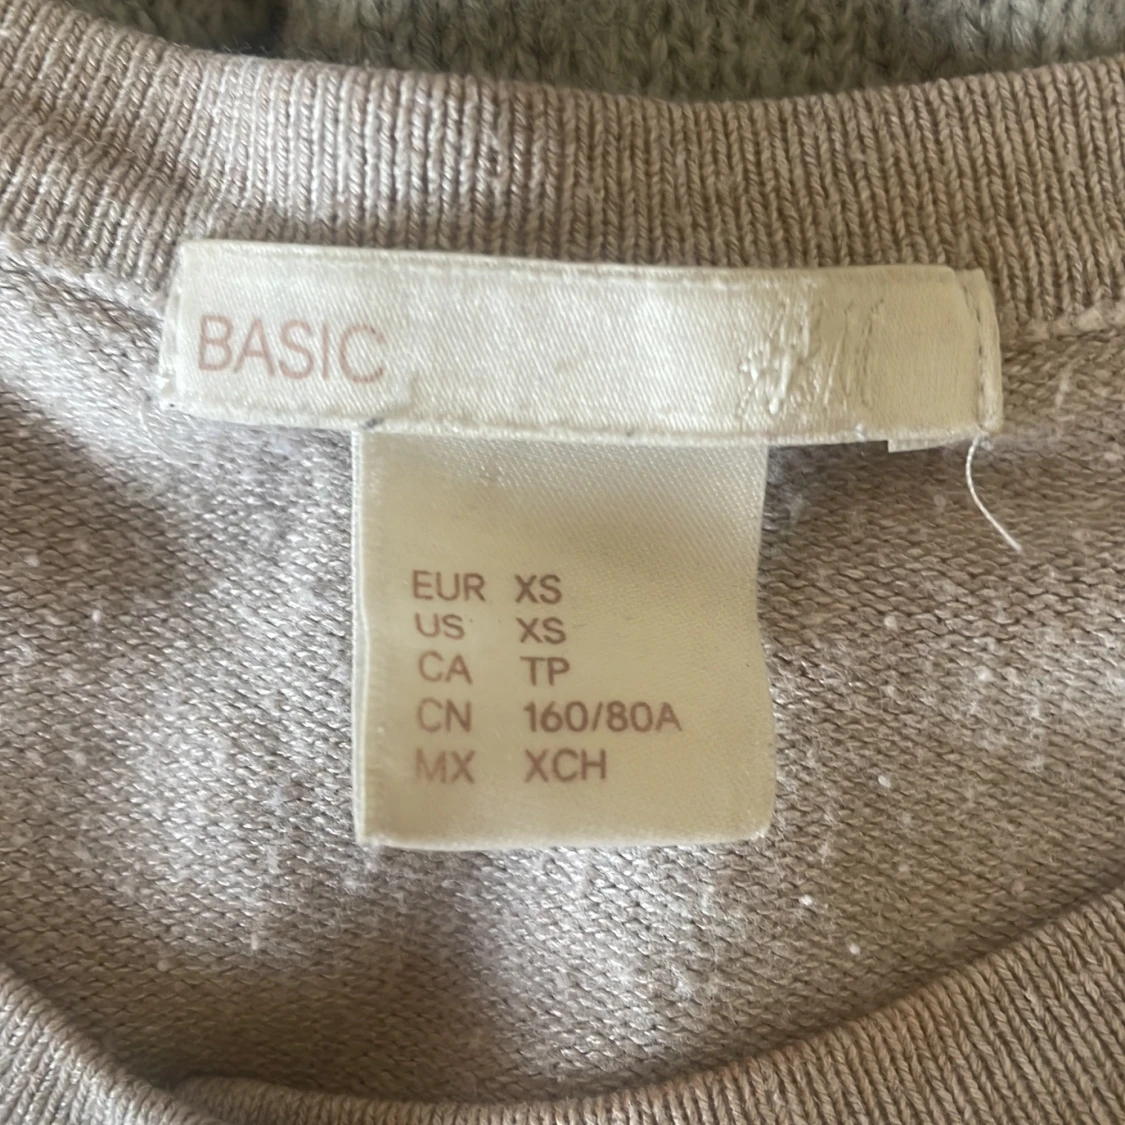 BASIC
EUR XS
US XS
CA TP
CN 160/80A
MX XCH